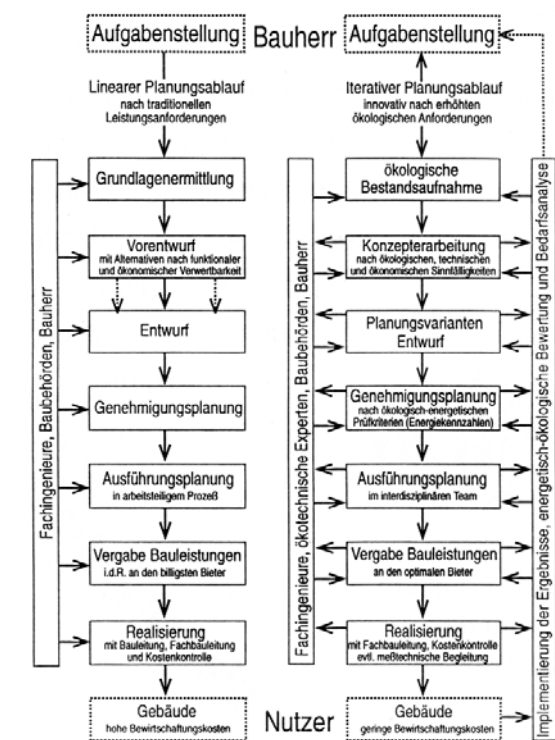 Aufgabenstellung
Bauherr
Aufgabenstellung
Linearer Planungsablauf
nach traditionellen
Leistungsanforderungen
Iterativer Planungsablauf
innovativ nach erhöhten
ökologischen Anforderungen
Fachingenieure, Baubehörden, Bauherr
Grundlagenermittlung
Vorentwurf
mit Alternativen nach funktionaler
und ökonomischer Verwertbarkeit
Entwurf
Genehmigungsplanung
Ausführungsplanung
in arbeitsteiligem Prozeß
Vergabe Bauleistungen
i.d.R. an den billigsten Bieter
Realisierung
mit Bauleitung, Fachbauleitung
und Kostenkontrolle
Gebäude
hohe Bewirtschaftungskosten
Nutzer
Fachingenieure, ökotechnische Experten, Baubehörden, Bauherr
ökologische
Bestandsaufnahme
Konzepterarbeitung
nach ökologischen, technischen
und ökonomischen Sinnfälligkeiten
Planungsvarianten
Entwurf
Genehmigungsplanung
nach ökologisch-energetischen
Prüfkriterien (Energiekennzahlen)
Ausführungsplanung
im interdisziplinären Team
Vergabe Bauleistungen
an den optimalen Bieter
Realisierung
mit Fachbauleitung, Kostenkontrolle
evtl. meßtechnische Begleitung
Gebäude
geringe Bewirtschaftungskosten
Implementierung der Ergebnisse, energetisch-ökologische Bewertung und Bedarfsanalyse